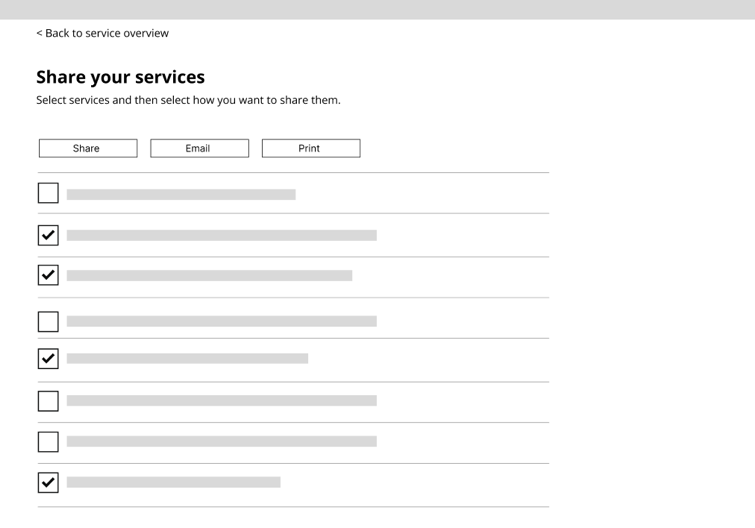 < Back to service overview
Share your services
Select services and then select how you want to share them.
Share Email Print